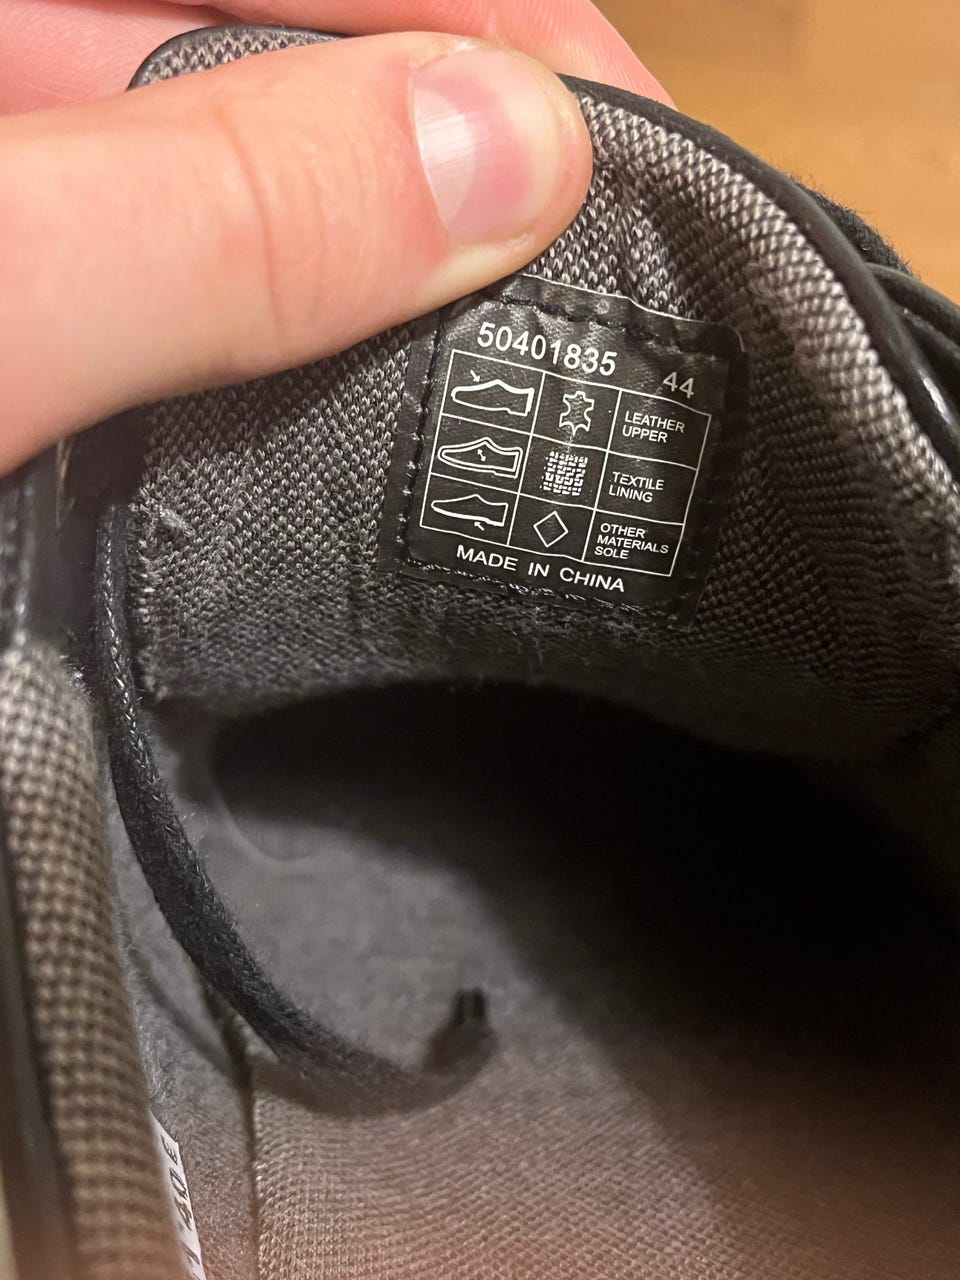 50401835 44
LEATHER
UPPER
TEXTILE
LINING
OTHER
MATERIALS
SOLE
MADE IN CHINA